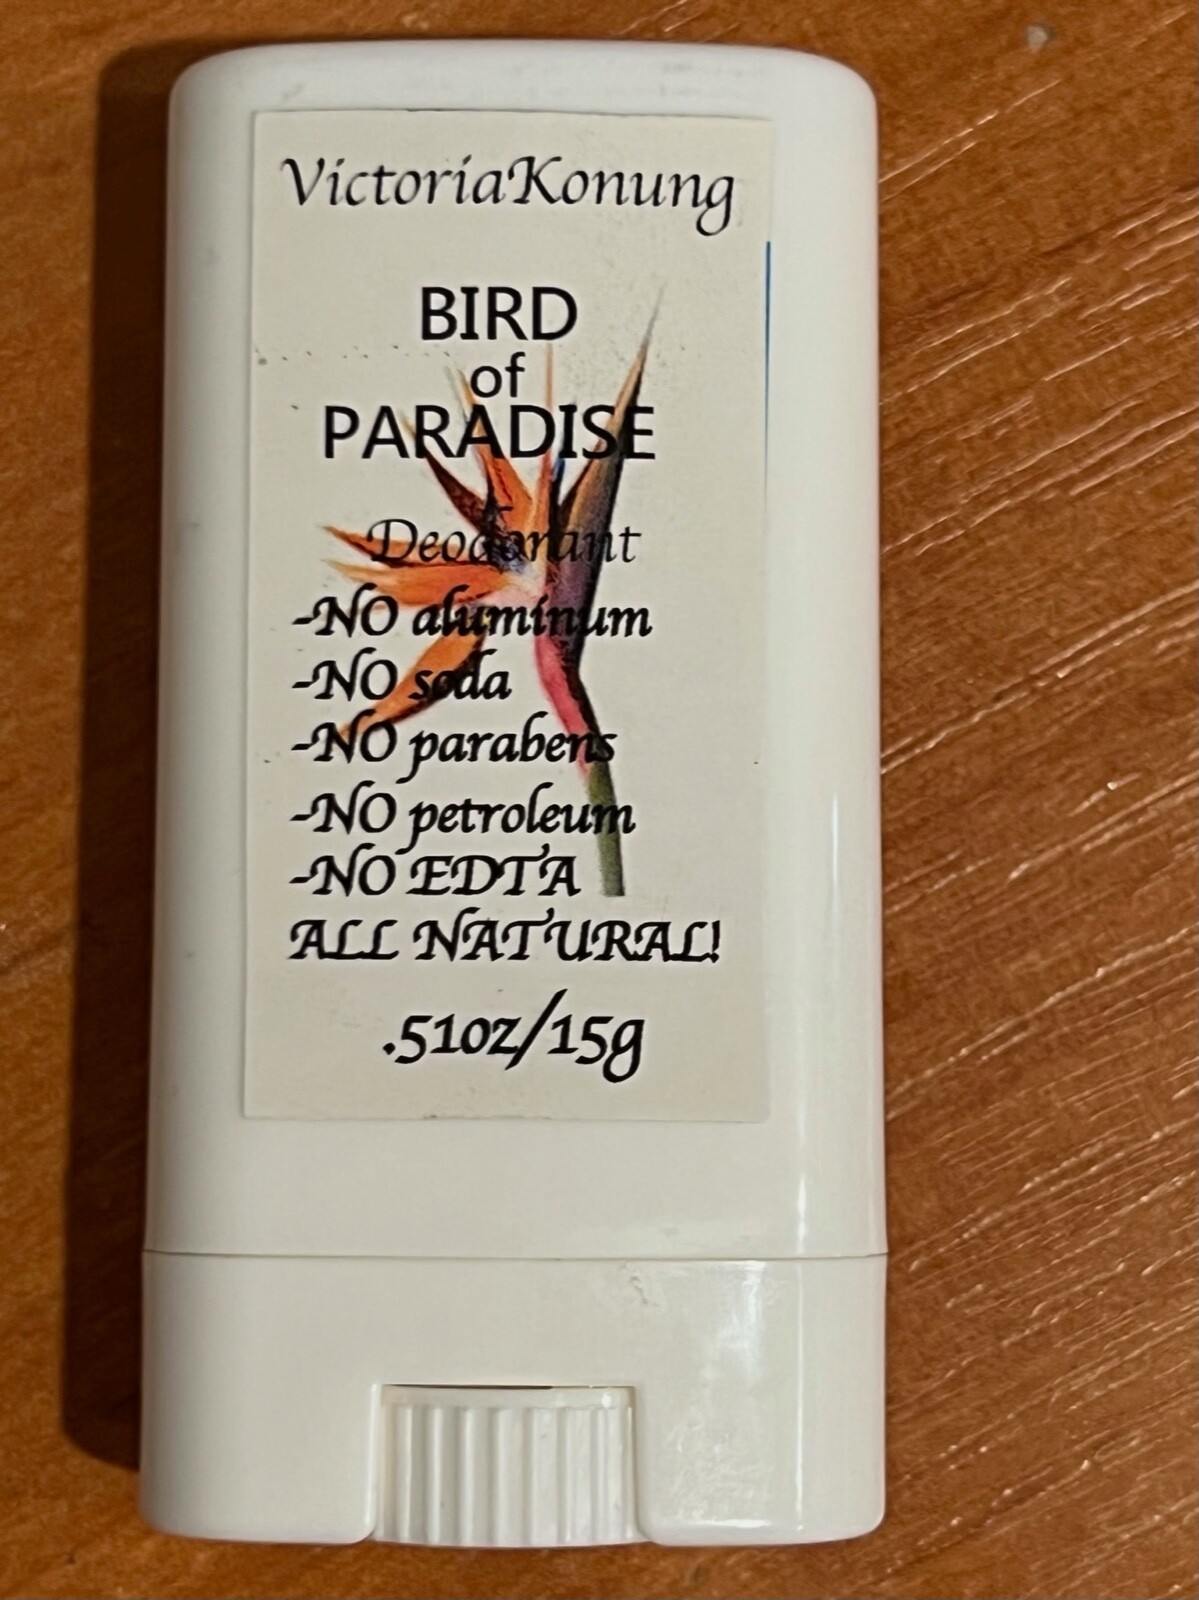 VictoriaKonung
BIRD
of
PARADISE
Deodorant
-NO aluminum
-NO soda
-NO parabens
-NO petroleum
-NO EDTA
ALL NATURAL!
.51oz/15g